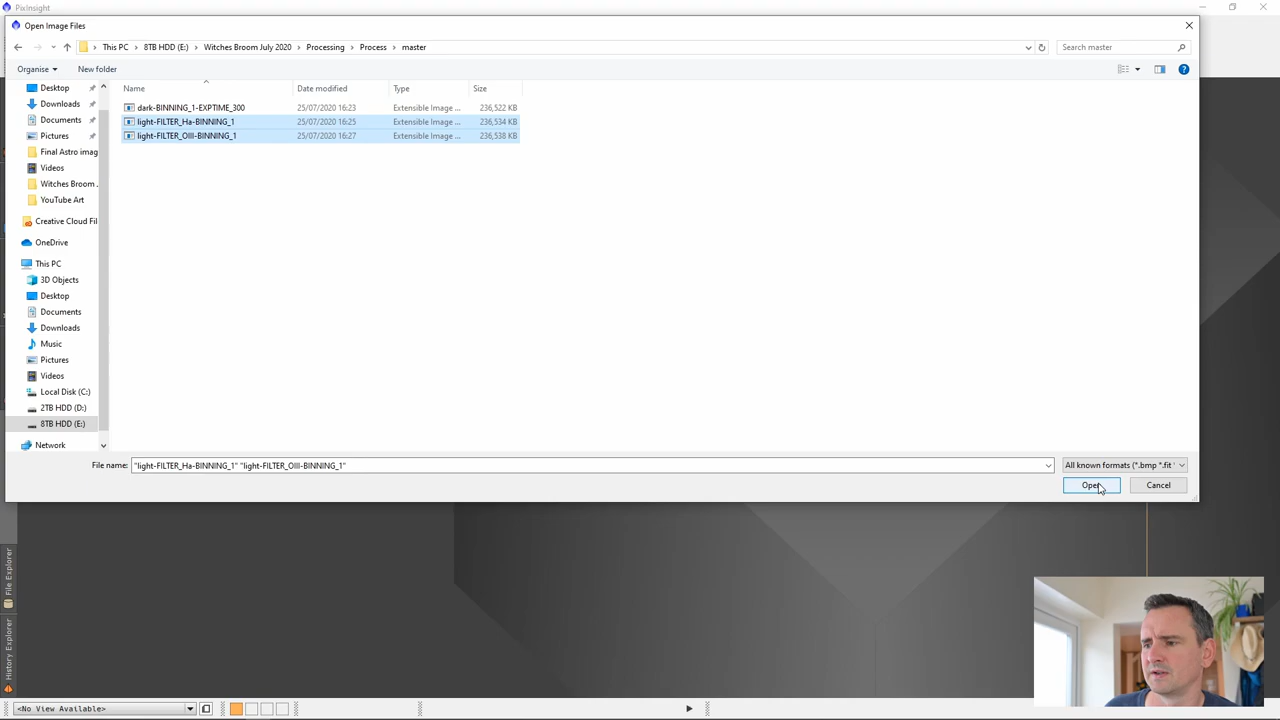 PixInsight
Open Image Files
This PC > 8TB HDD (E:) > Witches Broom July 2020 > Processing > Process > master
Search master
Organise
New folder
Name Date modified Type Size
dark-BINNING_1-EXPTIME_300 25/07/2020 16:23 Extensible Image ... 236,522 KB
light-FILTER_Ha-BINNING_1 25/07/2020 16:25 Extensible Image ... 236,534 KB
light-FILTER_OIII-BINNING_1 25/07/2020 16:27 Extensible Image ... 236,538 KB
Desktop
Downloads
Documents
Pictures
Final Astro imag
Videos
Witches Broom .
YouTube Art
Creative Cloud Fil
OneDrive
This PC
3D Objects
Desktop
Documents
Downloads
Music
Pictures
Videos
Local Disk (C:)
2TB HDD (D:)
8TB HDD (E:)
Network
File name: "light-FILTER_Ha-BINNING_1" "light-FILTER_OIII-BINNING_1"
All known formats (*.bmp *.fit *
Open
Cancel
File Explorer
History Explorer
<No View Available>